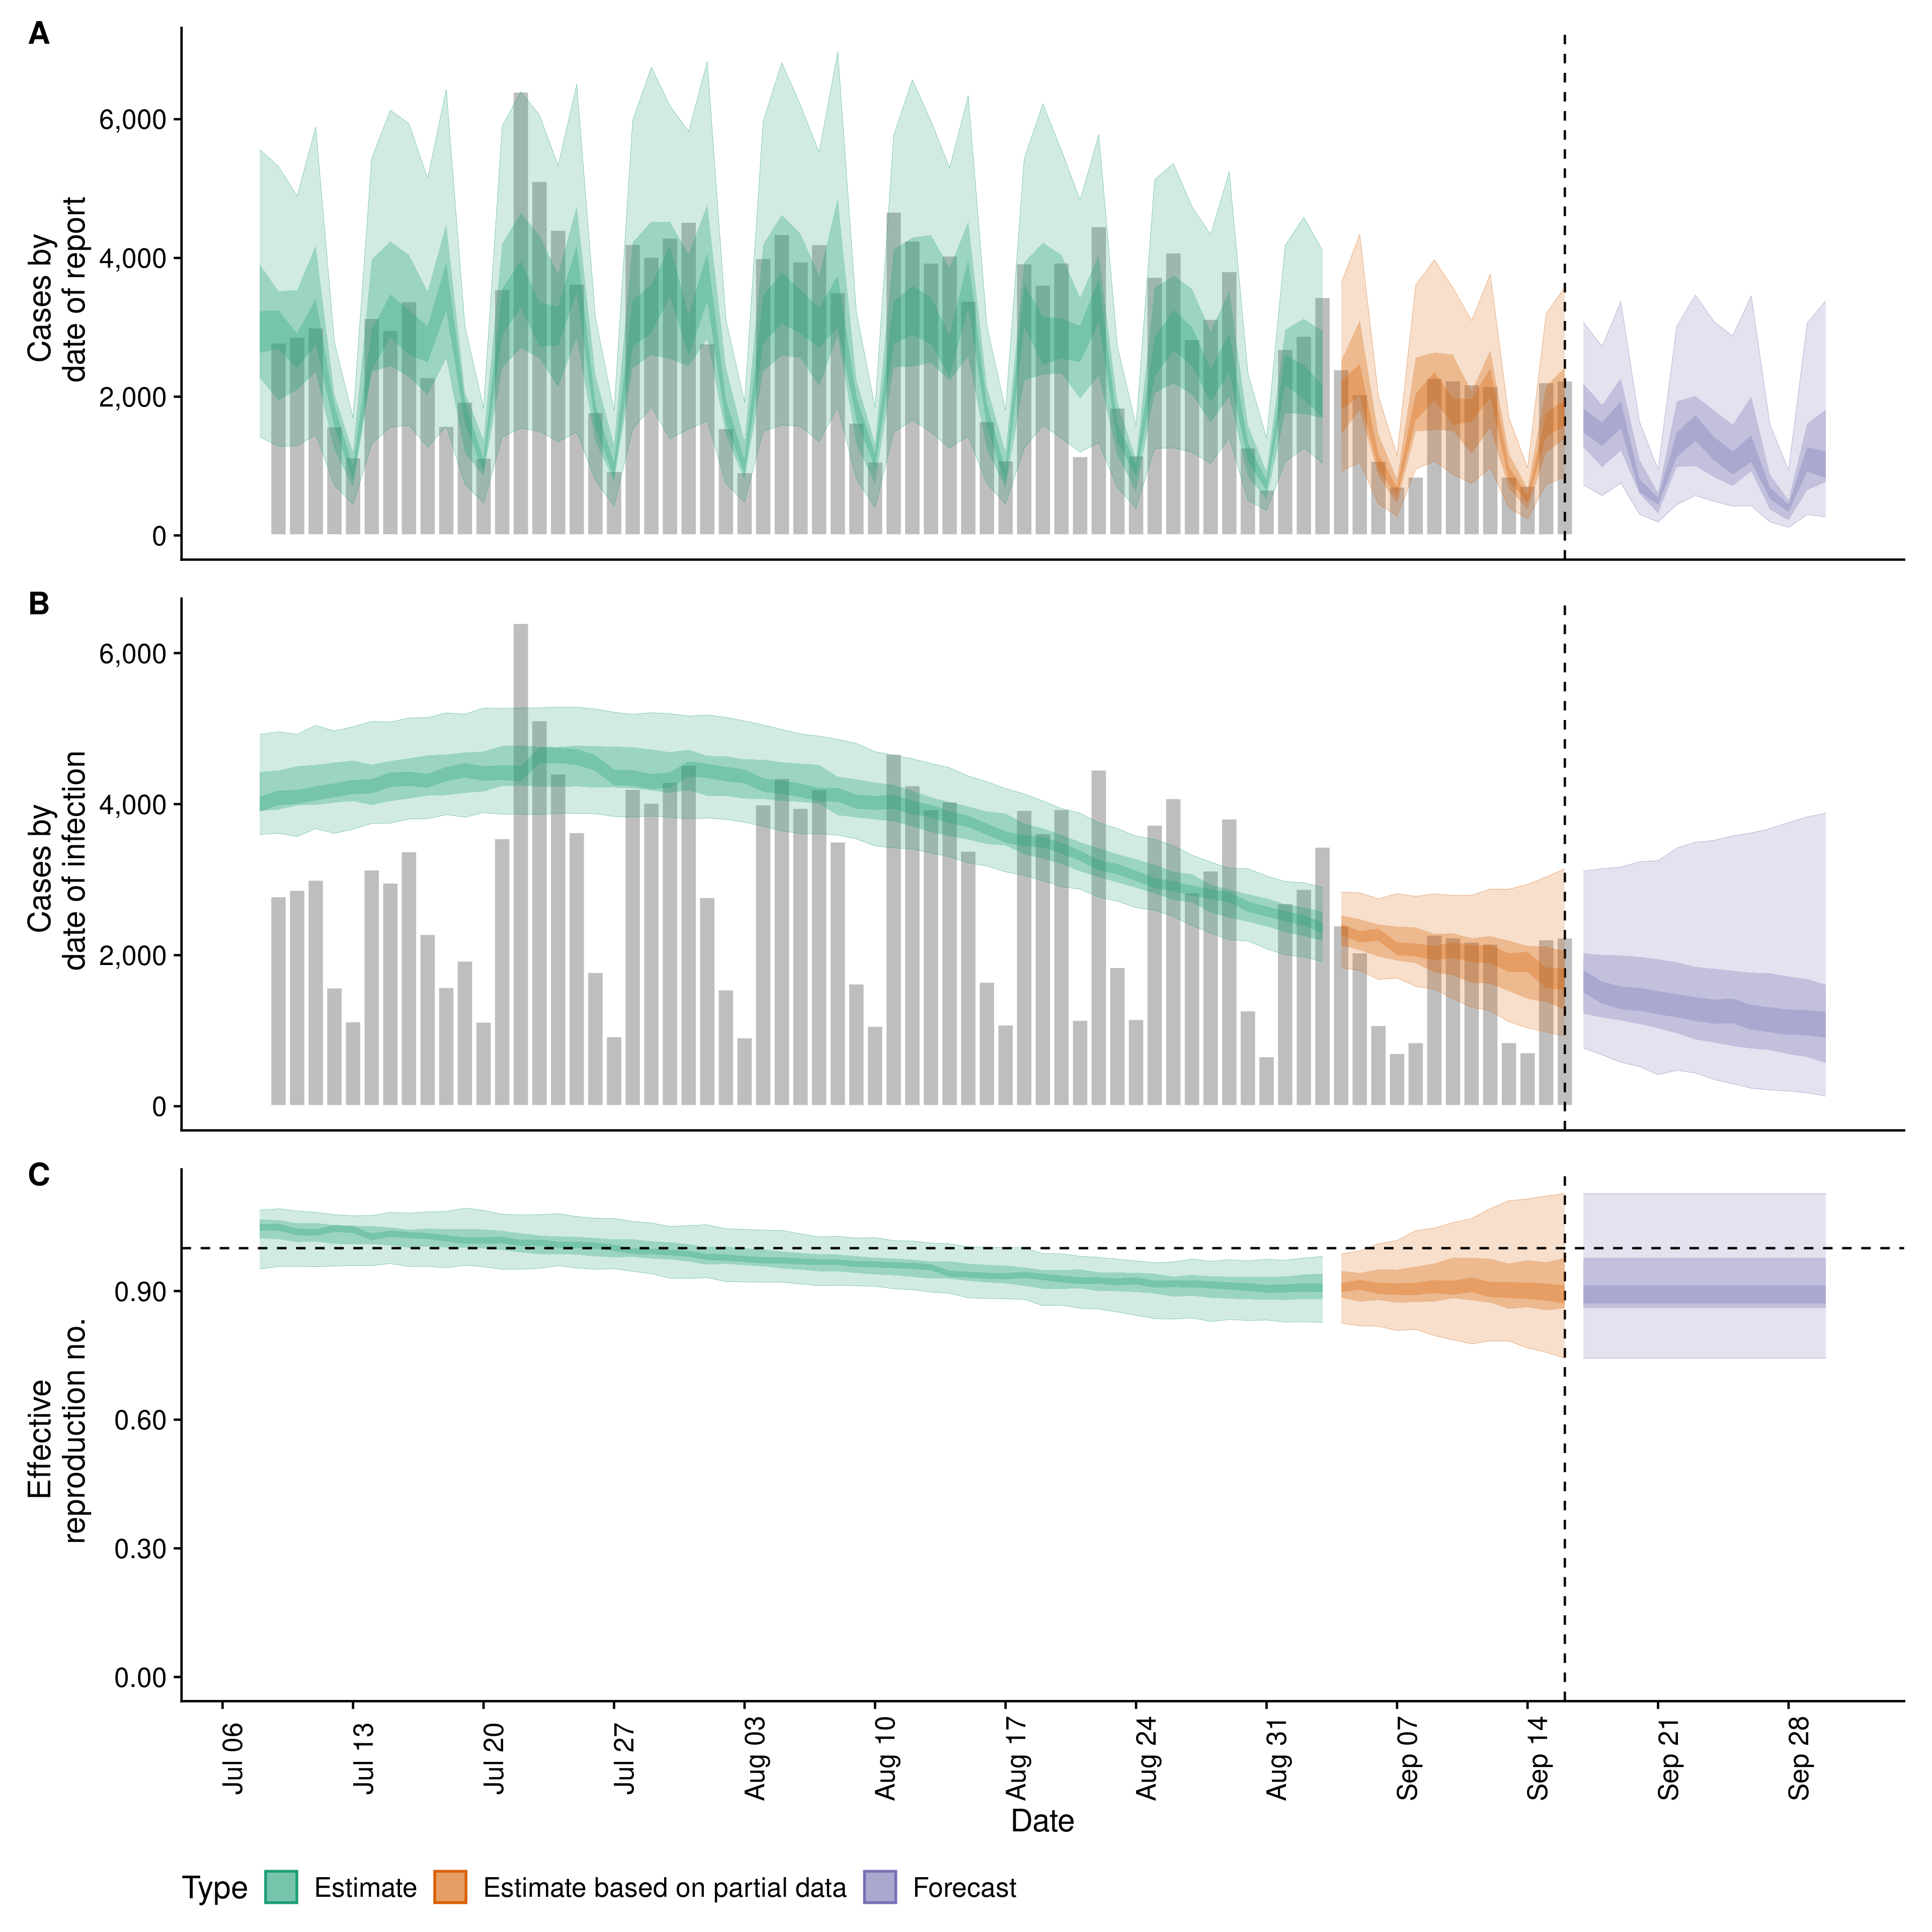 A
Cases by
date of report
6,000
4,000
2,000
0
B
Cases by
date of infection
6,000
4,000
2,000
0
C
Effective
reproduction no.
0.90
0.60
0.30
0.00
Jul 06
Jul 13
Jul 20
Jul 27
Aug 03
Aug 10
Aug 17
Aug 24
Aug 31
Sep 07
Sep 14
Sep 21
Sep 28
Date
Type Estimate Estimate based on partial data Forecast